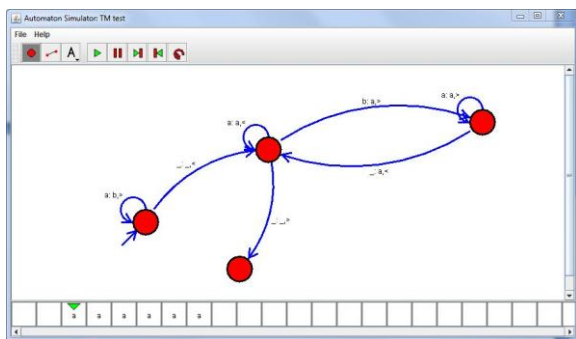 Automaton Simulator: TM test
File Help
A
b: a,>
a: a,>
a: a,<
_: _,<
_: a,<
a: b,>
_: _,>
a a a a a a